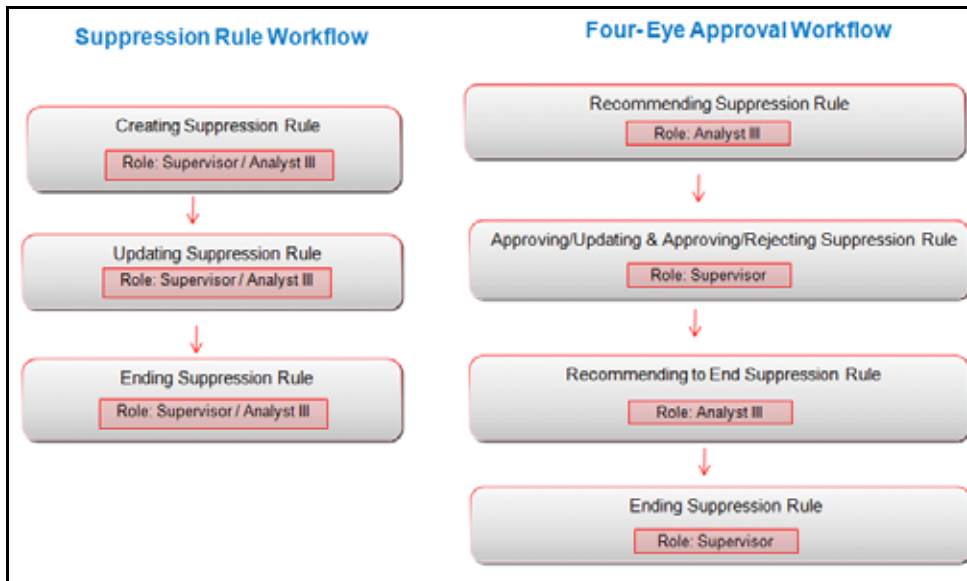 Suppression Rule Workflow
Creating Suppression Rule
Role: Supervisor / Analyst III
Updating Suppression Rule
Role: Supervisor / Analyst III
Ending Suppression Rule
Role: Supervisor / Analyst III
Four-Eye Approval Workflow
Recommending Suppression Rule
Role: Analyst III
Approving/Updating & Approving/Rejecting Suppression Rule
Role: Supervisor
Recommending to End Suppression Rule
Role: Analyst III
Ending Suppression Rule
Role: Supervisor